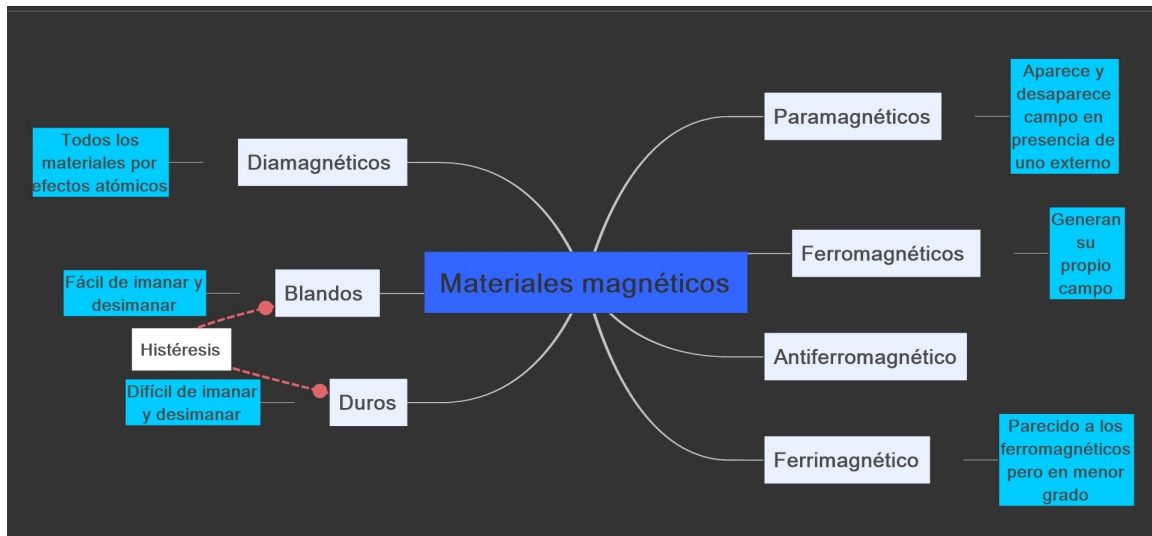 Materiales magnéticos
Paramagnéticos
Aparece y
desaparece
campo en
presencia de
uno externo
Ferromagnéticos
Generan
su
propio
campo
Antiferromagnético
Ferrimagnético
Parecido a los
ferromagnéticos
pero en menor
grado
Diamagnéticos
Todos los
materiales por
efectos atómicos
Blandos
Fácil de imanar y
desimanar
Histéresis
Duros
Difícil de imanar
y desimanar